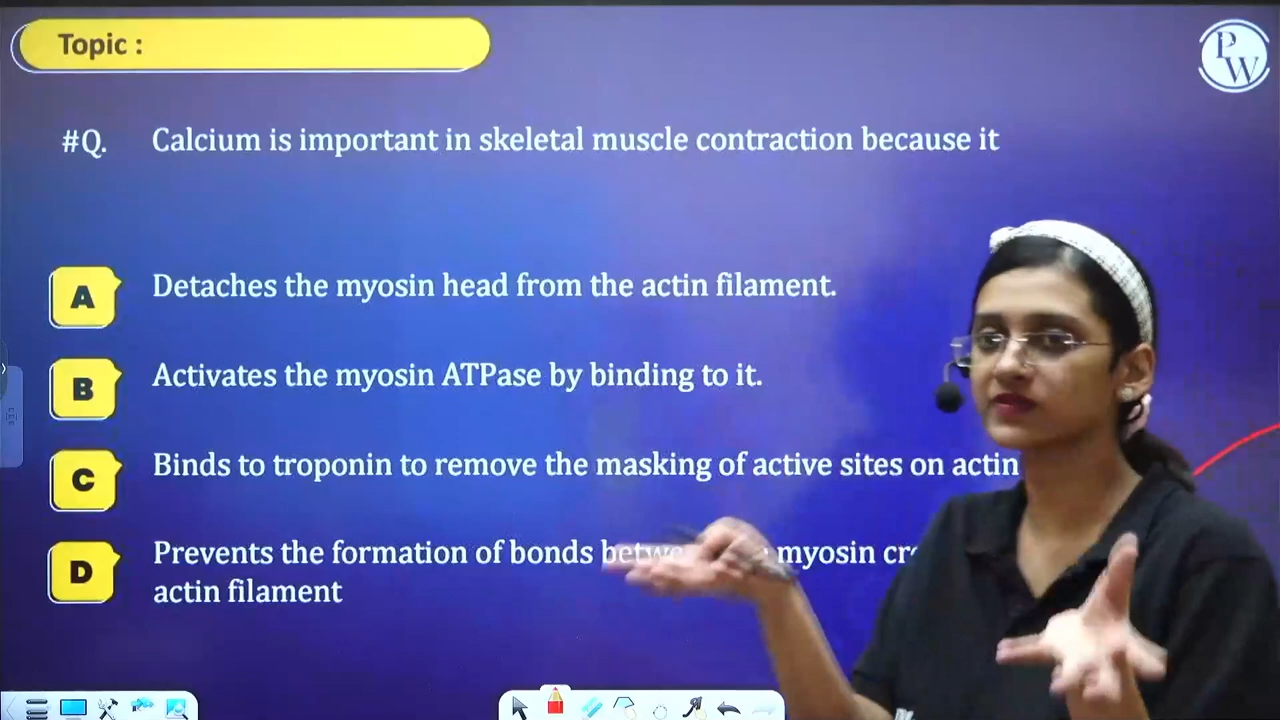 Topic :
PW
#Q. Calcium is important in skeletal muscle contraction because it
A Detaches the myosin head from the actin filament.
B Activates the myosin ATPase by binding to it.
C Binds to troponin to remove the masking of active sites on actin
D Prevents the formation of bonds myosin
actin filament